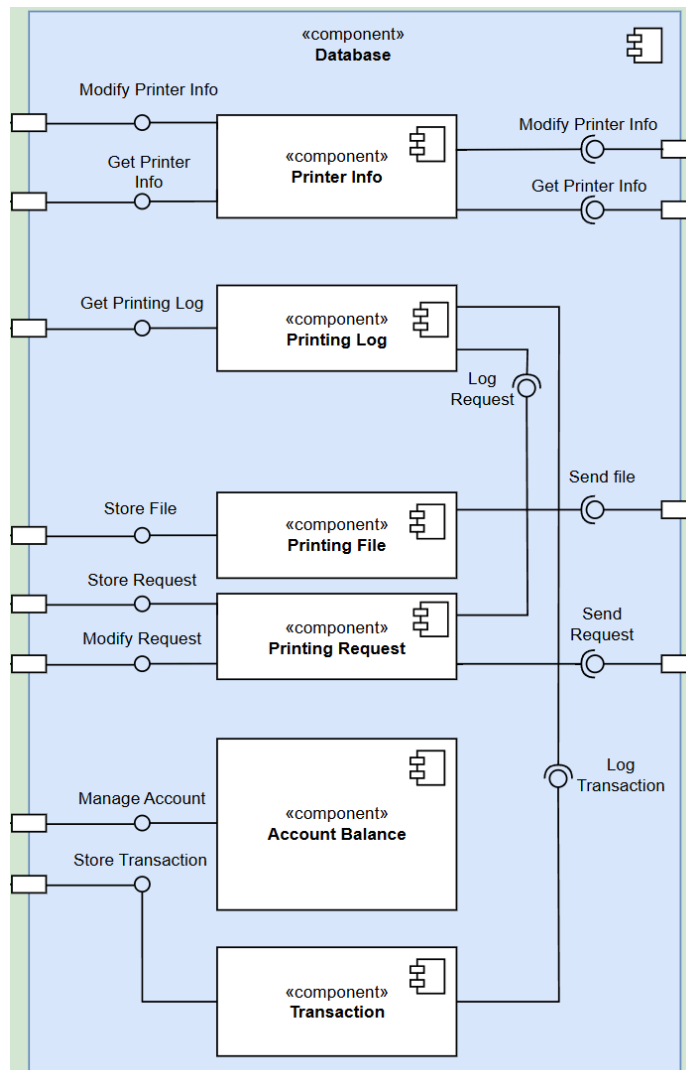 «component»
Database
Modify Printer Info
Get Printer
Info
«component»
Printer Info
Modify Printer Info
Get Printer Info
Get Printing Log
«component»
Printing Log
Log
Request
Store File
«component»
Printing File
Send file
Store Request
Modify Request
«component»
Printing Request
Send
Request
Manage Account
«component»
Account Balance
Log
Transaction
Store Transaction
«component»
Transaction